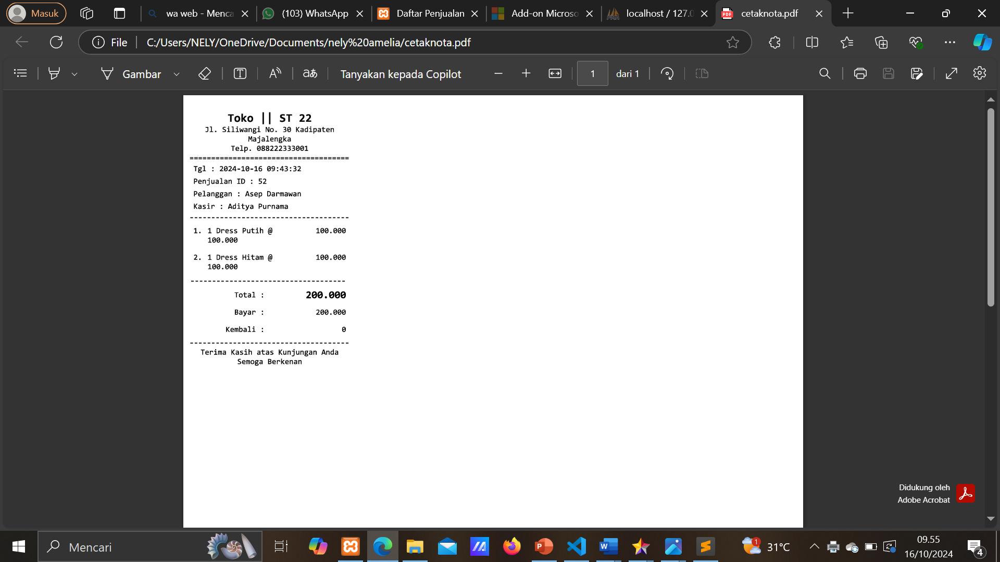 Masuk
wa web - Menca
(103) WhatsApp
Daftar Penjualan
Add-on Microso
localhost / 127.0
cetaknota.pdf
File
C:/Users/NELY/OneDrive/Documents/nely%20amelia/cetaknota.pdf
Gambar
Tanyakan kepada Copilot
1
dari 1
Toko || ST 22
Jl. Siliwangi No. 30 Kadipaten
Majalengka
Telp. 088222333001
=====================================
Tgl : 2024-10-16 09:43:32
Penjualan ID : 52
Pelanggan : Asep Darmawan
Kasir : Aditya Purnama
-------------------------------------
1. 1 Dress Putih @ 100.000
100.000
2. 1 Dress Hitam @ 100.000
100.000
------------------------------------
Total : 200.000
Bayar : 200.000
Kembali : 0
-------------------------------------
Terima Kasih atas Kunjungan Anda
Semoga Berkenan
Didukung oleh
Adobe Acrobat
Mencari
1
31°C
09.55
16/10/2024
4